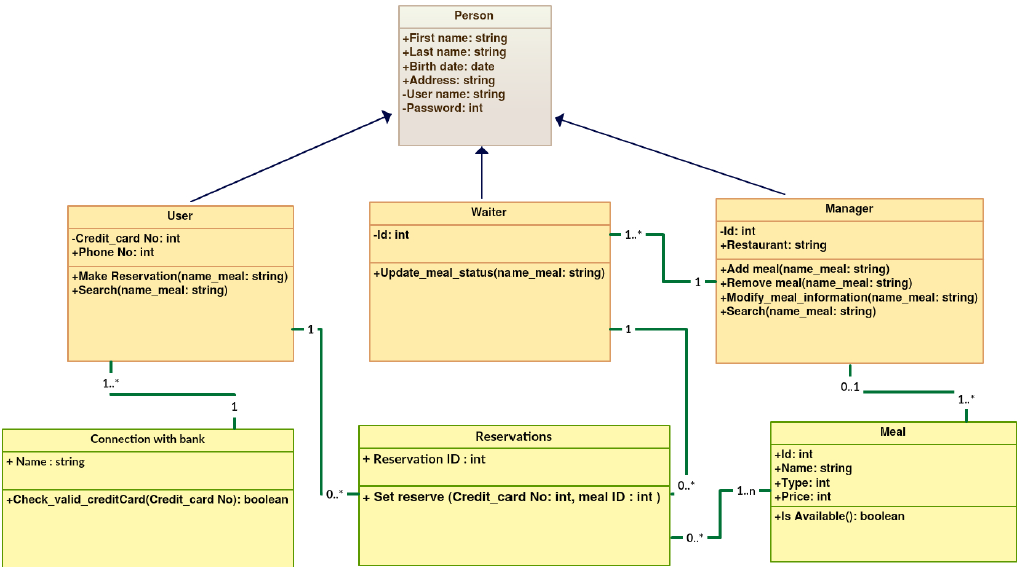 Person
+First name: string
+Last name: string
+Birth date: date
+Address: string
-User name: string
-Password: int
User
-Credit_card No: int
+Phone No: int
+Make Reservation(name_meal: string)
+Search(name_meal: string)
Waiter
-Id: int
+Update_meal_status(name_meal: string)
Manager
-Id: int
+Restaurant: string
+Add meal(name_meal: string)
+Remove meal(name_meal: string)
+Modify_meal_information(name_meal: string)
+Search(name_meal: string)
1..*
1
1
1
1..*
1
0..1
1..*
Connection with bank
+ Name : string
+Check_valid_creditCard(Credit_card No): boolean
0..*
Reservations
+ Reservation ID : int
+ Set reserve (Credit_card No: int, meal ID : int )
0..*
0..*
1..n
Meal
+Id: int
+Name: string
+Type: int
+Price: int
+Is Available(): boolean